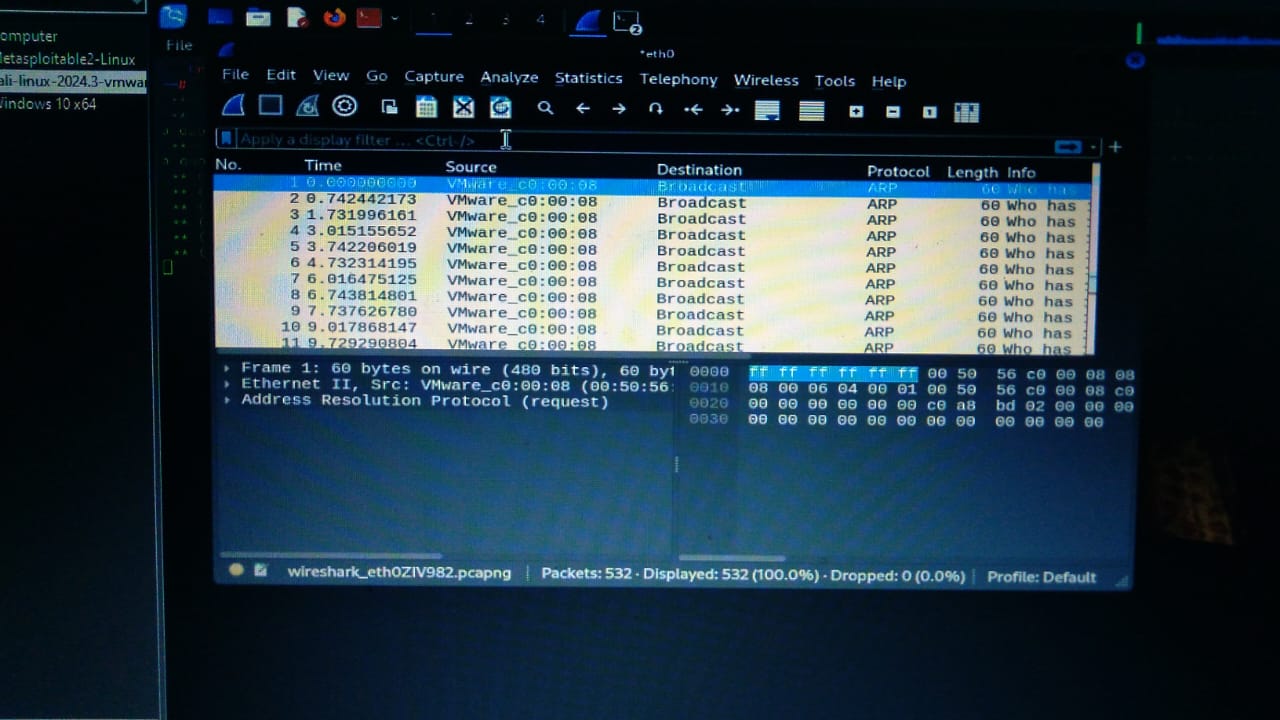 omputer
etasploitable2-Linux
ali-linux-2024.3-vmwar
indows 10 x64
1 2 3 4 2
File
*eth0
File Edit View Go Capture Analyze Statistics Telephony Wireless Tools Help
Apply a display filter ... <Ctrl-/>
No. Time Source Destination Protocol Length Info
1 0.000000000 VMware_c0:00:08 Broadcast ARP 60 Who has
2 0.742442173 VMware_c0:00:08 Broadcast ARP 60 Who has
3 1.731996161 VMware_c0:00:08 Broadcast ARP 60 Who has
4 3.015155652 VMware_c0:00:08 Broadcast ARP 60 Who has
5 3.742206019 VMware_c0:00:08 Broadcast ARP 60 Who has
6 4.732314195 VMware_c0:00:08 Broadcast ARP 60 Who has
7 6.016475125 VMware_c0:00:08 Broadcast ARP 60 Who has
8 6.743814801 VMware_c0:00:08 Broadcast ARP 60 Who has
9 7.737626780 VMware_c0:00:08 Broadcast ARP 60 Who has
10 9.017868147 VMware_c0:00:08 Broadcast ARP 60 Who has
11 9.729290804 VMware_c0:00:08 Broadcast ARP 60 Who has
Frame 1: 60 bytes on wire (480 bits), 60 byt
Ethernet II, Src: VMware_c0:00:08 (00:50:56:
Address Resolution Protocol (request)
0000 ff ff ff ff ff ff 00 50 56 c0 00 08 08
0010 08 00 06 04 00 01 00 50 56 c0 00 08 c0
0020 00 00 00 00 00 00 c0 a8 bd 02 00 00 00
0030 00 00 00 00 00 00 00 00 00 00 00 00
wireshark_eth0ZIV982.pcapng Packets: 532 · Displayed: 532 (100.0%) · Dropped: 0 (0.0%) Profile: Default